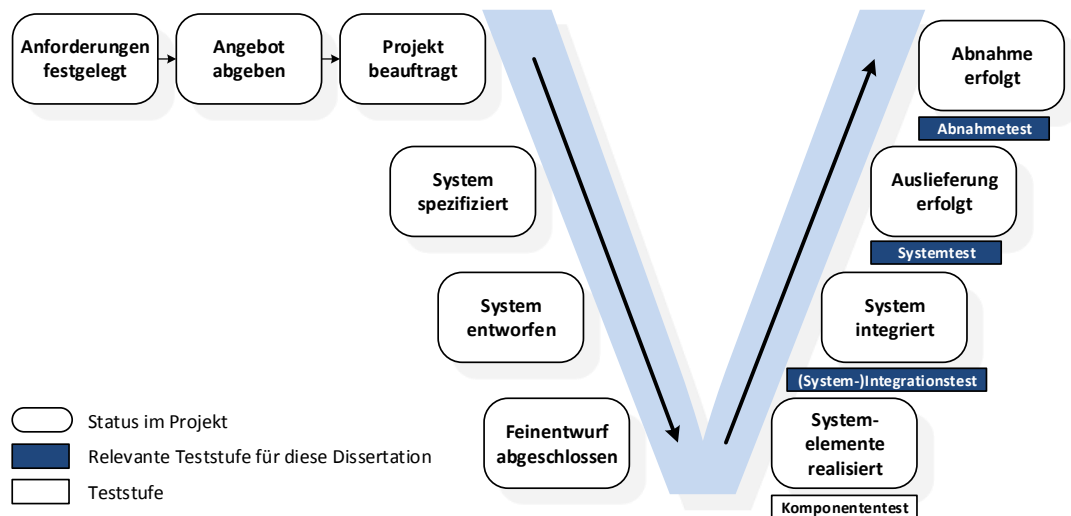 Anforderungen
festgelegt
Angebot
abgeben
Projekt
beauftragt
System
spezifiziert
System
entworfen
Feinentwurf
abgeschlossen
Abnahme
erfolgt
Abnahmetest
Auslieferung
erfolgt
Systemtest
System
integriert
(System-)Integrationstest
System-
elemente
realisiert
Komponententest
Status im Projekt
Relevante Teststufe für diese Dissertation
Teststufe